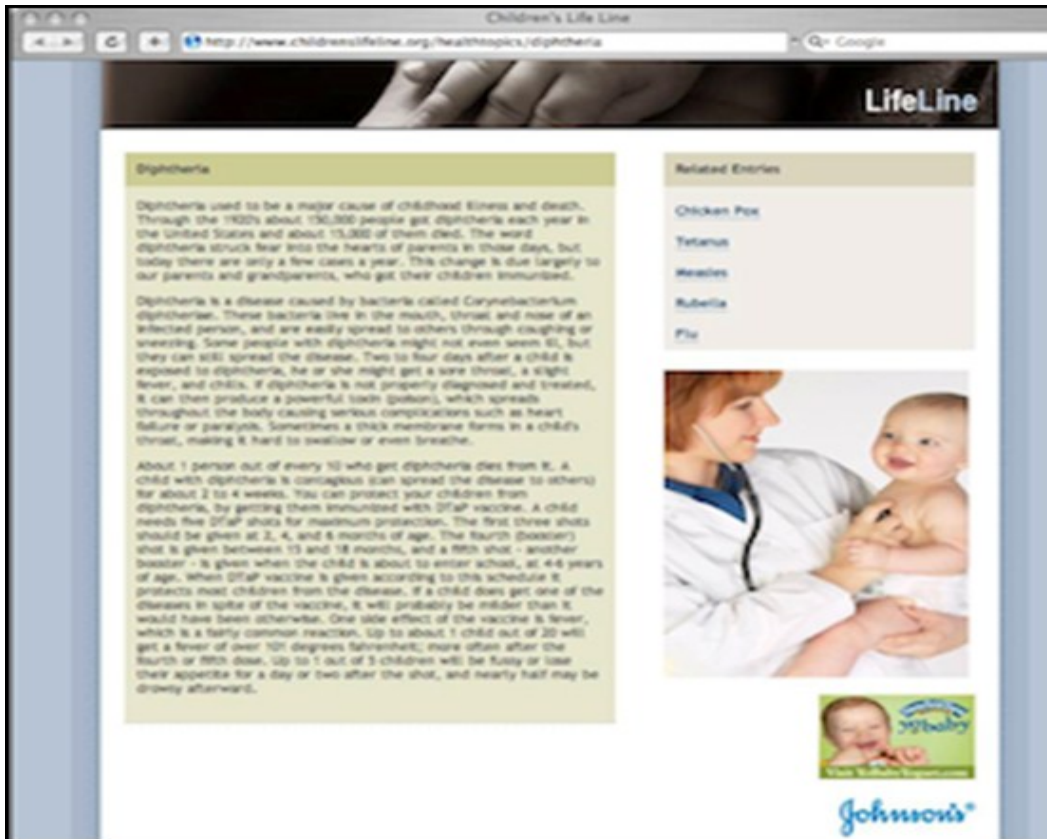 Children's Life Line
http://www.childrenslifeline.org/healthtopics/diphtheria
Google
LifeLine
Diphtheria
Diphtheria used to be a major cause of childhood illness and death.
Through the 1920's about 150,000 people got diphtheria each year in
the United States and about 15,000 of them died. The word
diphtheria struck fear into the hearts of parents in those days, but
today there are only a few cases a year. This change is due largely to
our parents and grandparents, who got their children immunized.
Diphtheria is a disease caused by bacteria called Corynebacterium
diphtheriae. These bacteria live in the mouth, throat and nose of an
infected person, and are easily spread to others through coughing or
sneezing. Some people with diphtheria might not even seem ill, but
they can still spread the disease. Two to four days after a child is
exposed to diphtheria, he or she might get a sore throat, a slight
fever, and chills. If diphtheria is not properly diagnosed and treated,
it can then produce a powerful toxin (poison), which spreads
throughout the body causing serious complications such as heart
failure or paralysis. Sometimes a thick membrane forms in a child's
throat, making it hard to swallow or even breathe.
About 1 person out of every 10 who get diphtheria dies from it. A
child with diphtheria is contagious (can spread the disease to others)
for about 2 to 4 weeks. You can protect your children from
diphtheria, by getting them immunized with DTaP vaccine. A child
needs five DTaP shots for maximum protection. The first three shots
should be given at 2, 4, and 6 months of age. The fourth (booster)
shot is given between 15 and 18 months, and a fifth shot - another
booster - is given when the child is about to enter school, at 4-6 years
of age. When DTaP vaccine is given according to this schedule it
protects most children from the disease. If a child does get one of the
diseases in spite of the vaccine, it will probably be milder than it
would have been otherwise. One side effect of the vaccine is fever,
which is a fairly common reaction. Up to about 1 child out of 20 will
get a fever of over 101 degrees fahrenheit; more often after the
fourth or fifth dose. Up to 1 out of 5 children will be fussy or lose
their appetite for a day or two after the shot, and nearly half may be
drowsy afterward.
Related Entries
Chicken Pox
Tetanus
Measles
Rubella
Flu
baby
Visit
Johnson's